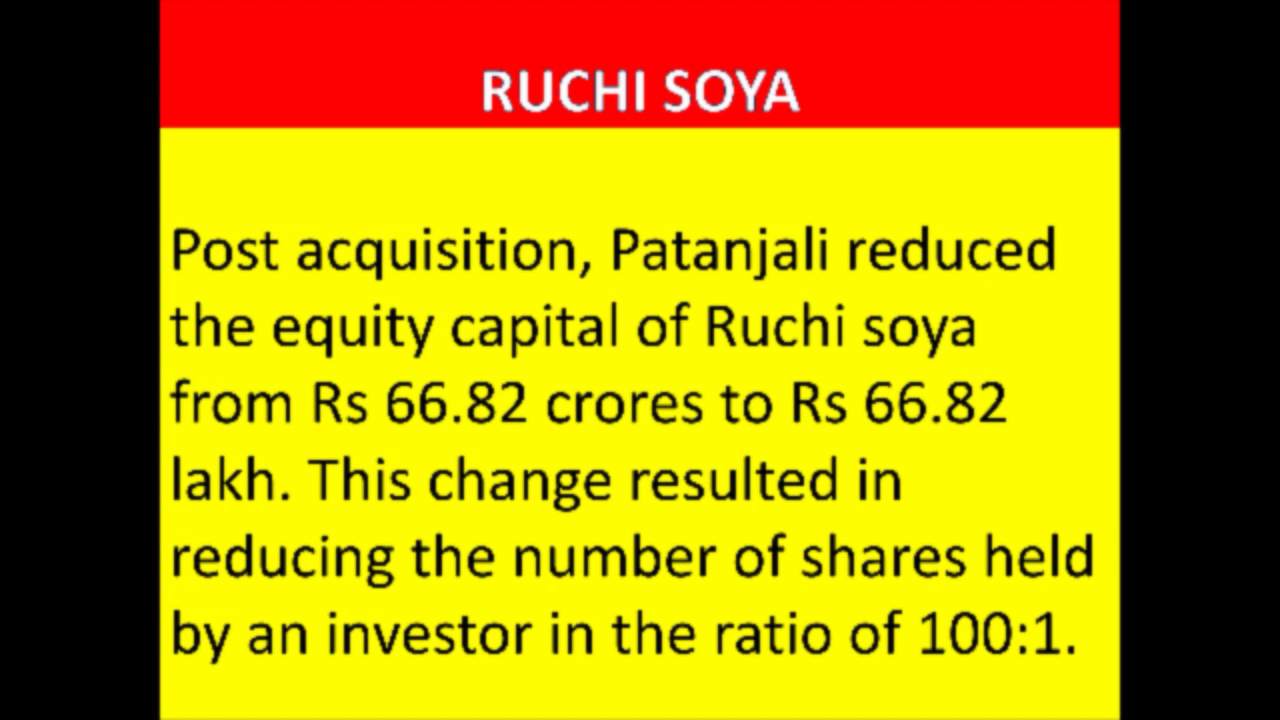 RUCHI SOYA
Post acquisition, Patanjali reduced
the equity capital of Ruchi soya
from Rs 66.82 crores to Rs 66.82
lakh. This change resulted in
reducing the number of shares held
by an investor in the ratio of 100:1.